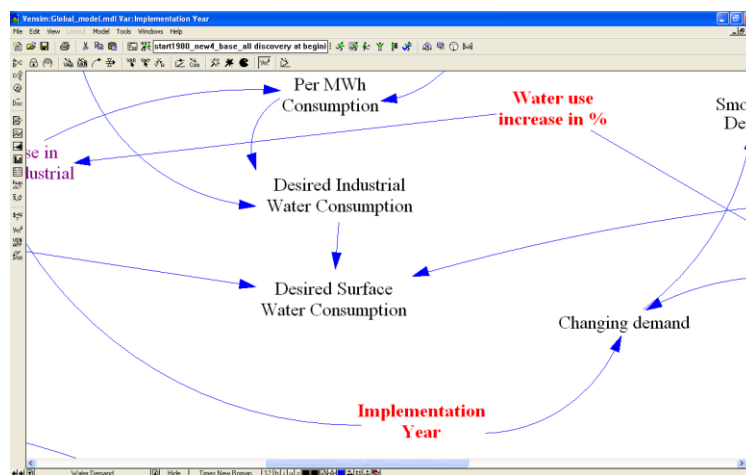 Vensim:Global_model.mdl Var:Implementation Year
File Edit View Layout Model Tools Windows Help
start1980_new4_base_all discovery at begini
Per MWh
Consumption
Water use
increase in %
Smo
De
se in
dustrial
Desired Industrial
Water Consumption
Desired Surface
Water Consumption
Changing demand
Implementation
Year
Water Demand Hide Times New Roman 12 b i u s